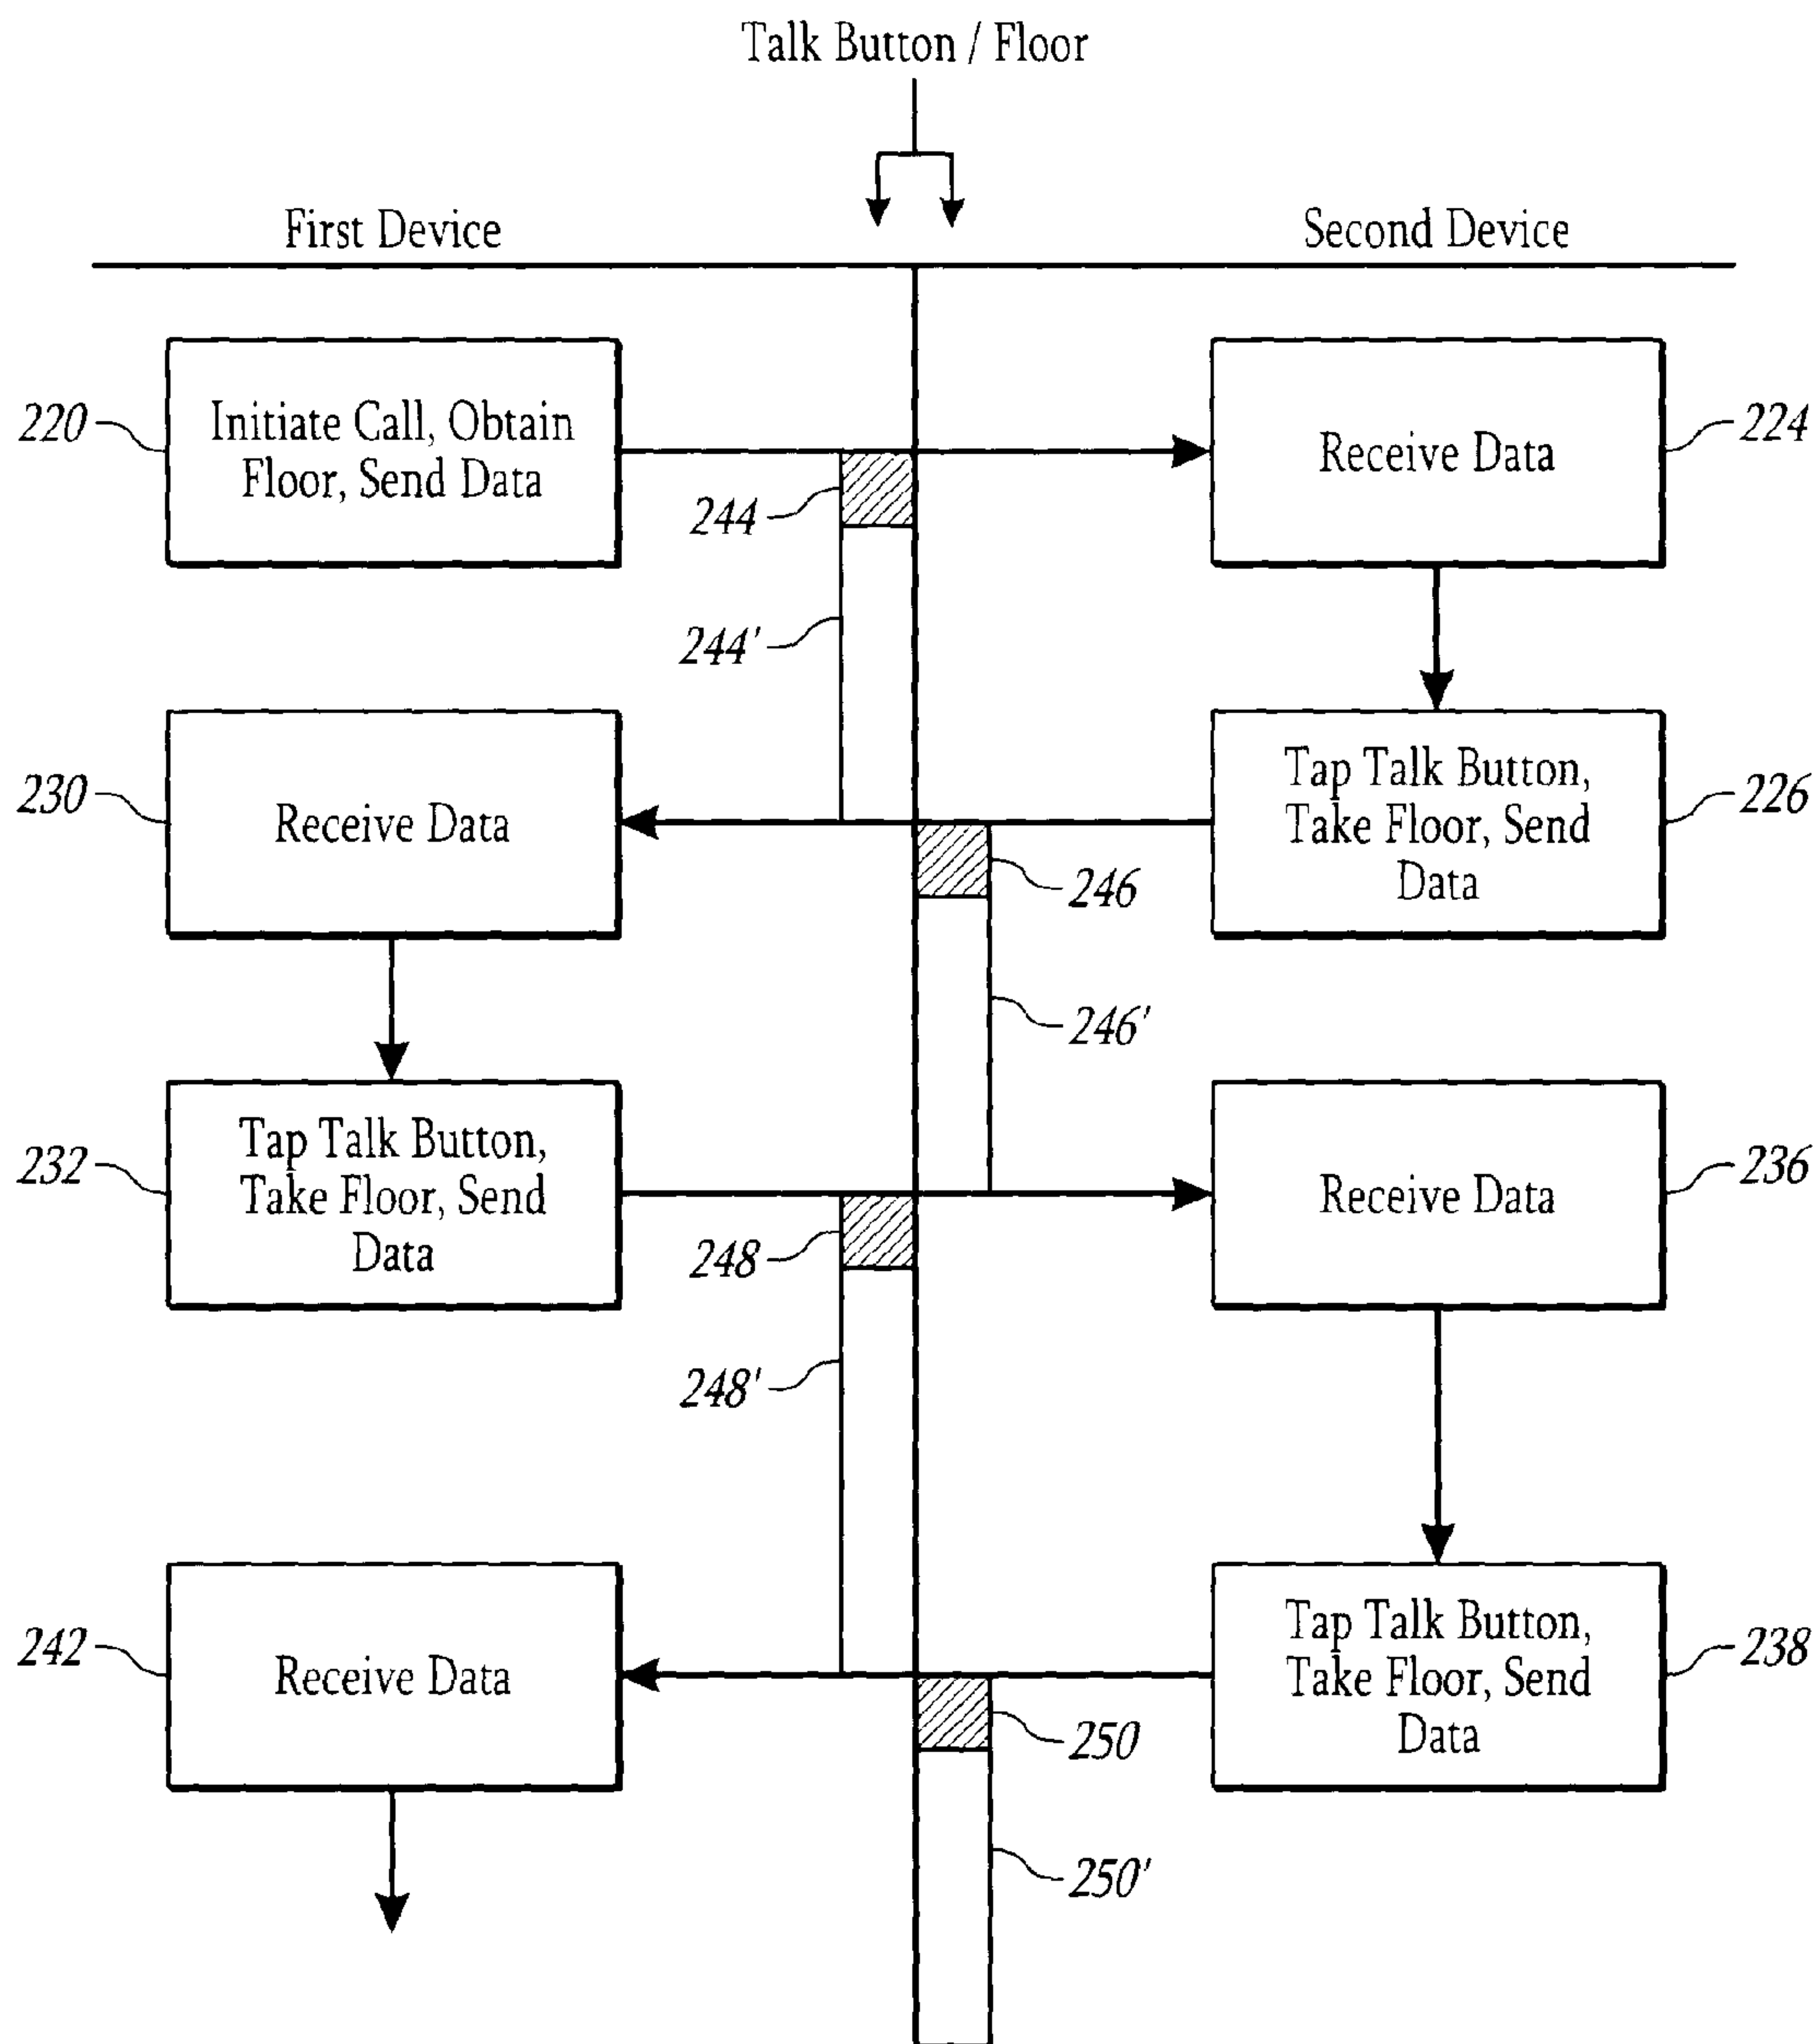 Talk Button / Floor
First Device
Second Device
220
Initiate Call, Obtain
Floor, Send Data
Receive Data
224
244
244'
230
Receive Data
Tap Talk Button,
Take Floor, Send
Data
226
246
246'
232
Tap Talk Button,
Take Floor, Send
Data
Receive Data
236
248
248'
242
Receive Data
Tap Talk Button,
Take Floor, Send
Data
238
250
250'